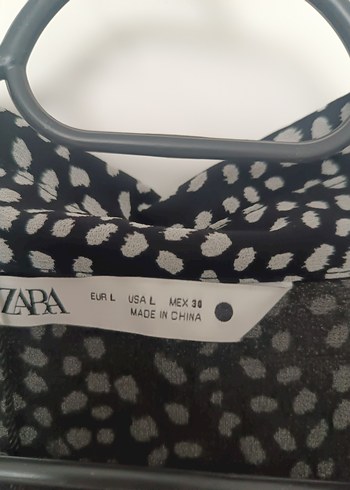 ZARA
EUR L USA L MEX 30
MADE IN CHINA